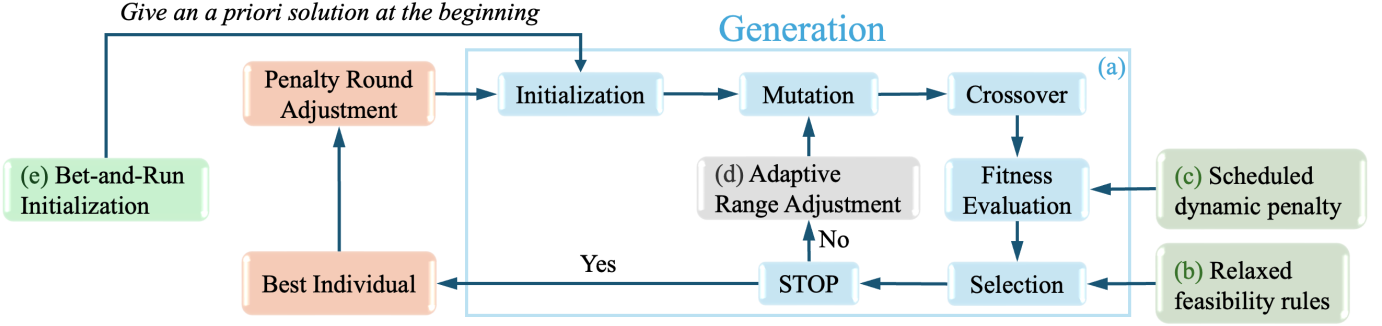 Give an a priori solution at the beginning
Generation
(a)
Penalty Round
Adjustment
Initialization
Mutation
Crossover
(e) Bet-and-Run
Initialization
(d) Adaptive
Range Adjustment
Fitness
Evaluation
(c) Scheduled
dynamic penalty
No
Yes
Best Individual
STOP
Selection
(b) Relaxed
feasibility rules